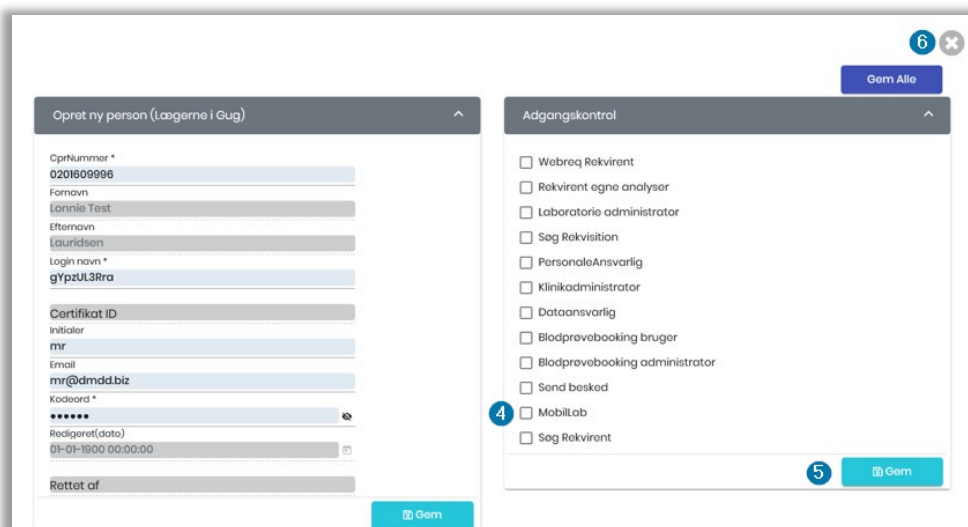 6
Gem Alle
Opret ny person (Lægerne i Gug)
CprNummer *
0201609996
Fornavn
Lonnie Test
Efternavn
Lauridsen
Login navn *
gYpzUL3Rra
Certifikat ID
Initialer
mr
Email
mr@dmdd.biz
Kodeord *
••••••
Redigeret(dato)
01-01-1900 00:00:00
Rettet af
Gem
Adgangskontrol
Webreq Rekvirent
Rekvirent egne analyser
Laboratorie administrator
Søg Rekvisition
PersonaleAnsvarlig
Klinikadministrator
Dataansvarlig
Blodprøvebooking bruger
Blodprøvebooking administrator
Send besked
4 MobilLab
Søg Rekvirent
5 Gem